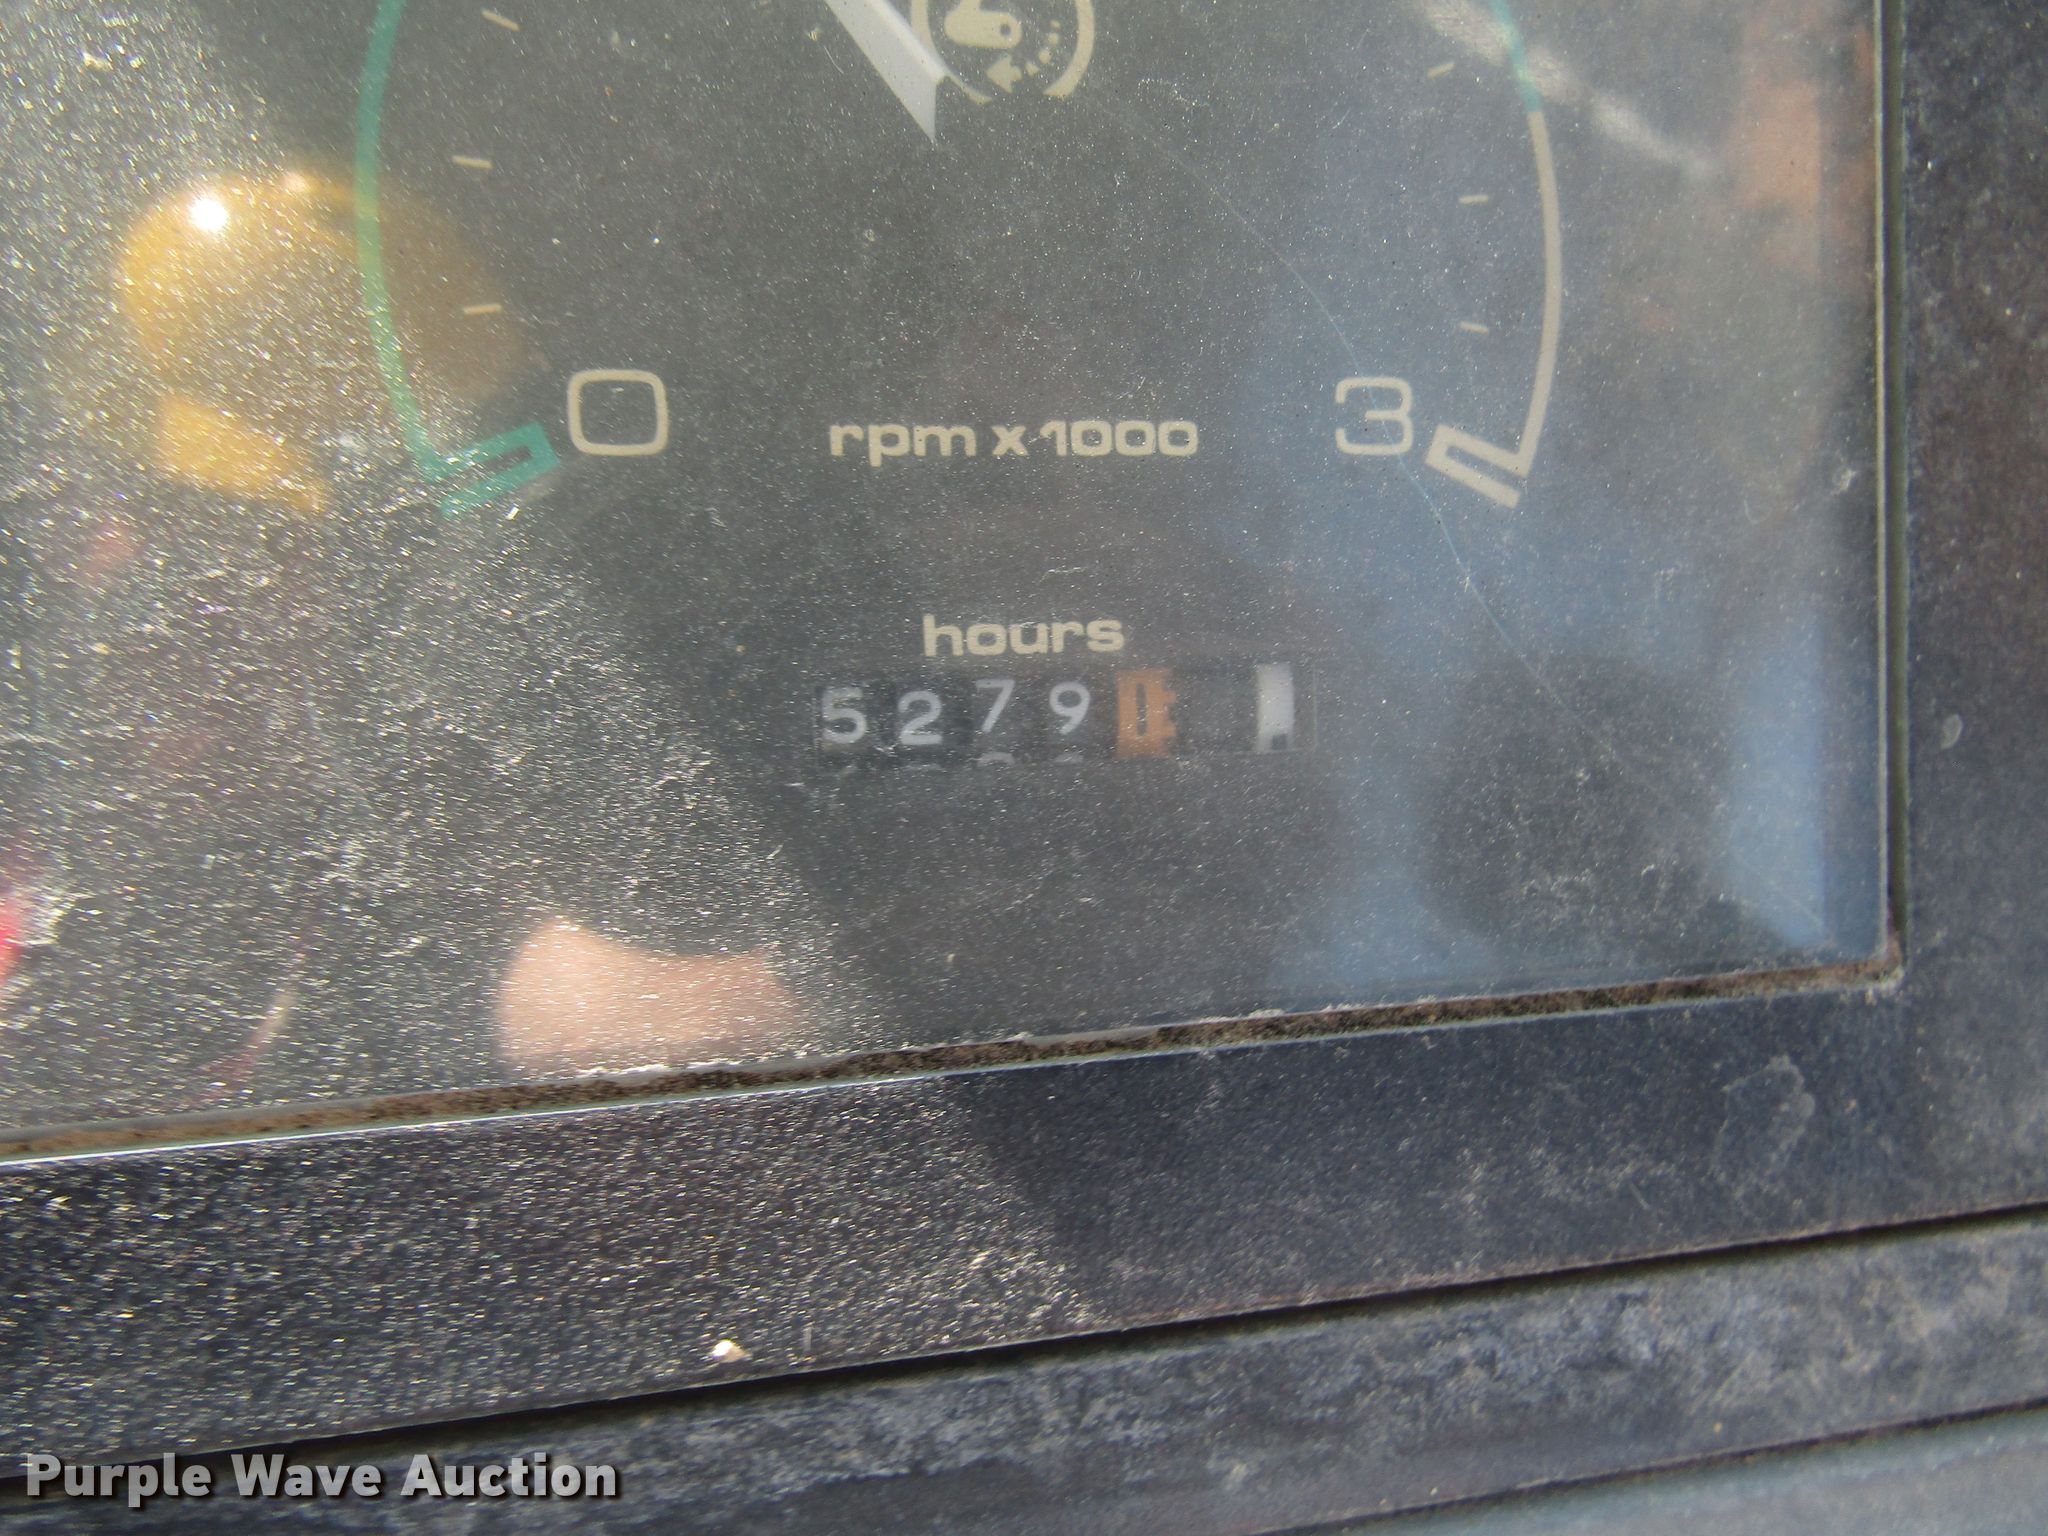 0 rpm x 1000 3
hours
5279
Purple Wave Auction